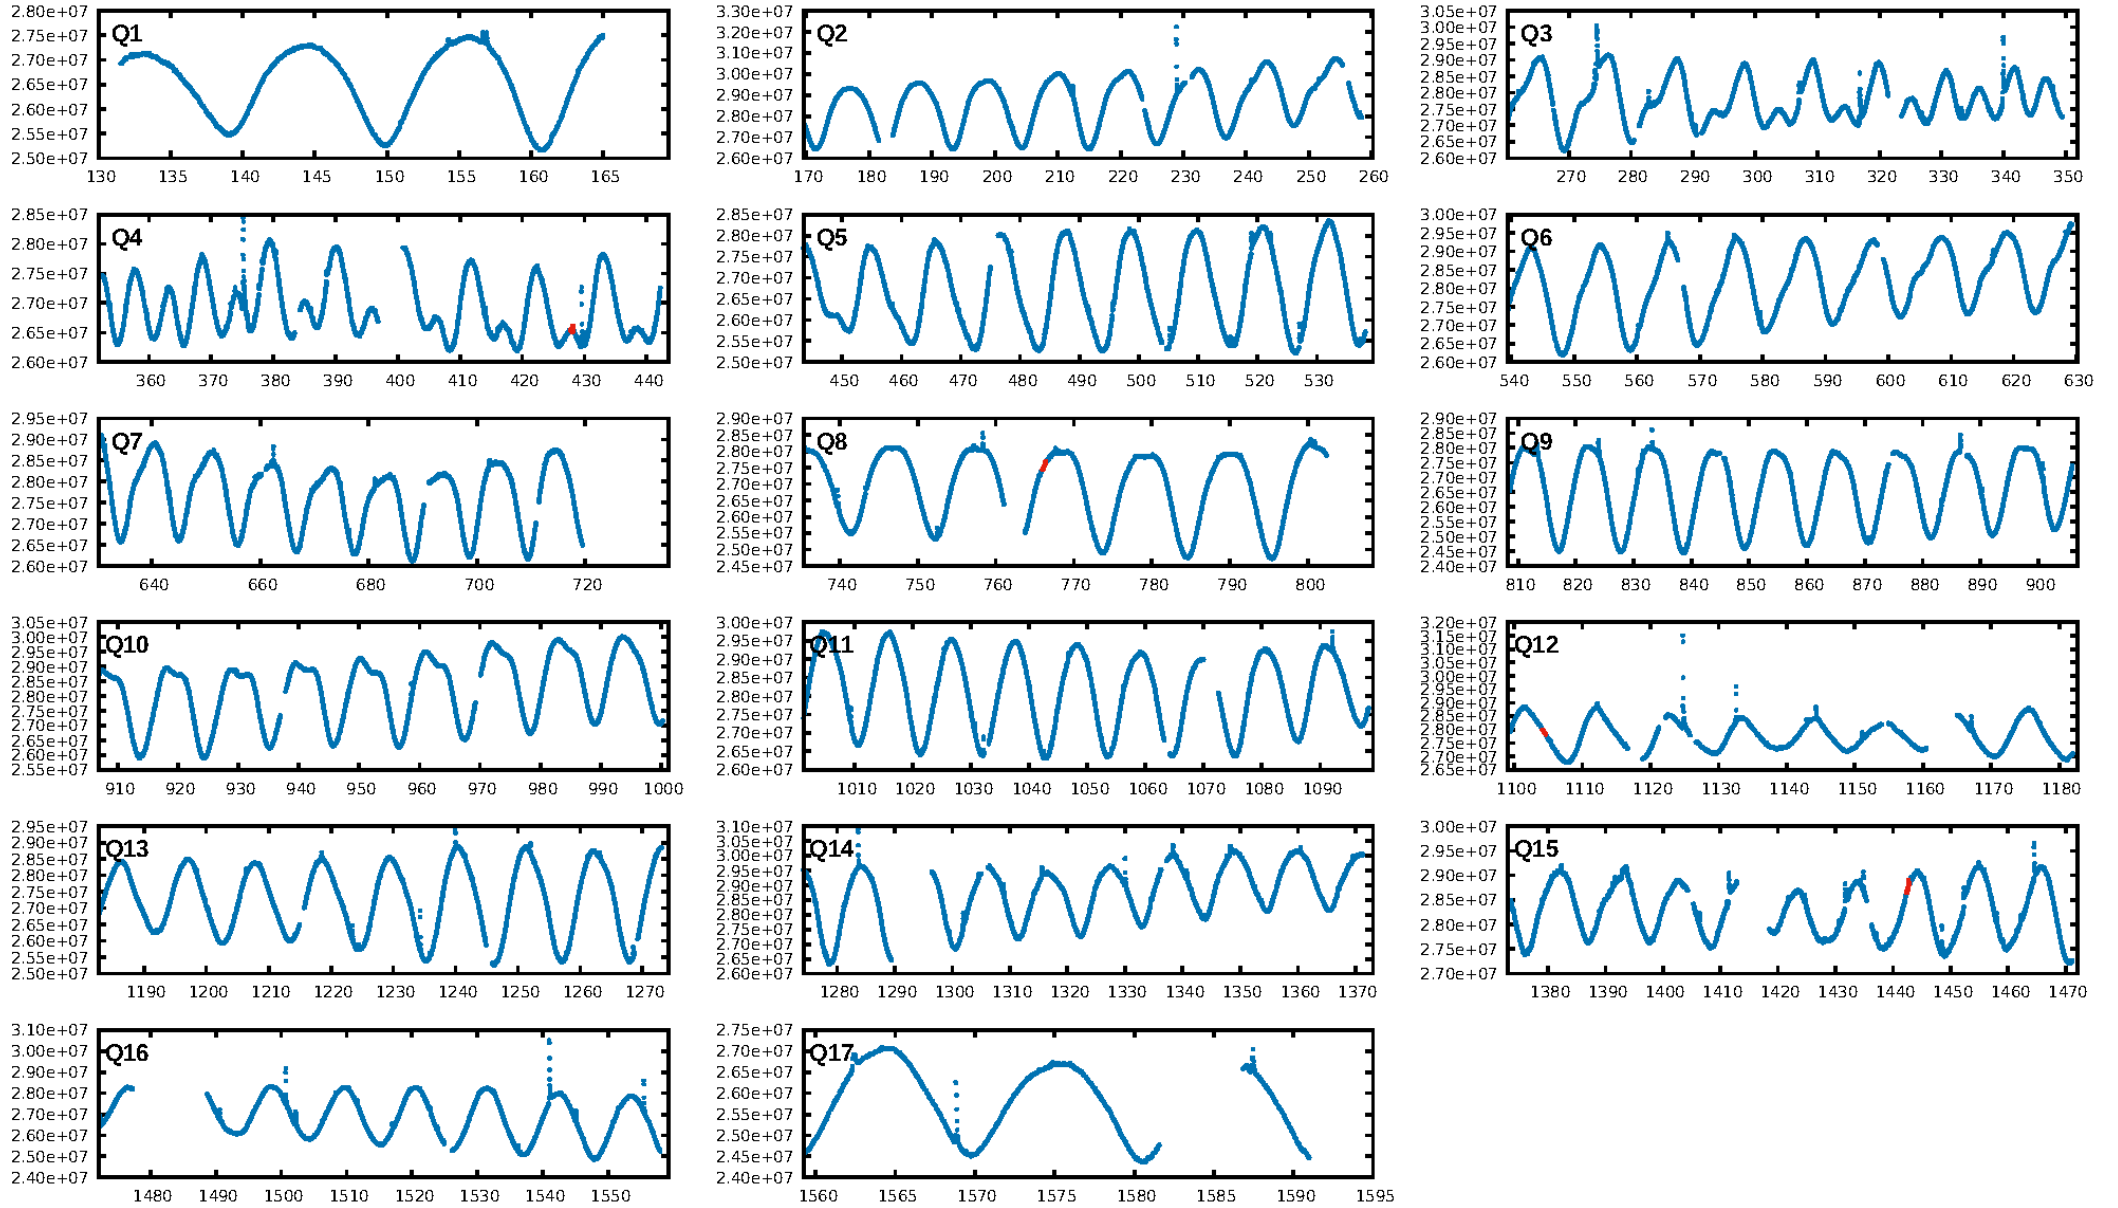 2.80e+07 2.75e+07 2.70e+07 2.65e+07 2.60e+07 2.55e+07 2.50e+07
Q1
130 135 140 145 150 155 160 165
3.30e+07 3.20e+07 3.10e+07 3.00e+07 2.90e+07 2.80e+07 2.70e+07 2.60e+07
Q2
170 180 190 200 210 220 230 240 250 260
3.05e+07 3.00e+07 2.95e+07 2.90e+07 2.85e+07 2.80e+07 2.75e+07 2.70e+07 2.65e+07 2.60e+07
Q3
270 280 290 300 310 320 330 340 350
2.85e+07 2.80e+07 2.75e+07 2.70e+07 2.65e+07 2.60e+07
Q4
360 370 380 390 400 410 420 430 440
2.85e+07 2.80e+07 2.75e+07 2.70e+07 2.65e+07 2.60e+07 2.55e+07 2.50e+07
Q5
450 460 470 480 490 500 510 520 530
3.00e+07 2.95e+07 2.90e+07 2.85e+07 2.80e+07 2.75e+07 2.70e+07 2.65e+07 2.60e+07
Q6
540 550 560 570 580 590 600 610 620 630
2.95e+07 2.90e+07 2.85e+07 2.80e+07 2.75e+07 2.70e+07 2.65e+07 2.60e+07
Q7
640 660 680 700 720
2.90e+07 2.85e+07 2.80e+07 2.75e+07 2.70e+07 2.65e+07 2.60e+07 2.55e+07 2.50e+07 2.45e+07
Q8
740 750 760 770 780 790 800
2.90e+07 2.85e+07 2.80e+07 2.75e+07 2.70e+07 2.65e+07 2.60e+07 2.55e+07 2.50e+07 2.45e+07 2.40e+07
Q9
810 820 830 840 850 860 870 880 890 900
3.05e+07 3.00e+07 2.95e+07 2.90e+07 2.85e+07 2.80e+07 2.75e+07 2.70e+07 2.65e+07 2.60e+07 2.55e+07
Q10
910 920 930 940 950 960 970 980 990 1000
3.00e+07 2.95e+07 2.90e+07 2.85e+07 2.80e+07 2.75e+07 2.70e+07 2.65e+07 2.60e+07
Q11
1010 1020 1030 1040 1050 1060 1070 1080 1090
3.20e+07 3.15e+07 3.10e+07 3.05e+07 3.00e+07 2.95e+07 2.90e+07 2.85e+07 2.80e+07 2.75e+07 2.70e+07 2.65e+07
Q12
1100 1110 1120 1130 1140 1150 1160 1170 1180
2.95e+07 2.90e+07 2.85e+07 2.80e+07 2.75e+07 2.70e+07 2.65e+07 2.60e+07 2.55e+07 2.50e+07
Q13
1190 1200 1210 1220 1230 1240 1250 1260 1270
3.10e+07 3.05e+07 3.00e+07 2.95e+07 2.90e+07 2.85e+07 2.80e+07 2.75e+07 2.70e+07 2.65e+07 2.60e+07
Q14
1280 1290 1300 1310 1320 1330 1340 1350 1360 1370
3.00e+07 2.95e+07 2.90e+07 2.85e+07 2.80e+07 2.75e+07 2.70e+07
Q15
1380 1390 1400 1410 1420 1430 1440 1450 1460 1470
3.10e+07 3.00e+07 2.90e+07 2.80e+07 2.70e+07 2.60e+07 2.50e+07 2.40e+07
Q16
1480 1490 1500 1510 1520 1530 1540 1550
2.75e+07 2.70e+07 2.65e+07 2.60e+07 2.55e+07 2.50e+07 2.45e+07 2.40e+07
Q17
1560 1565 1570 1575 1580 1585 1590 1595